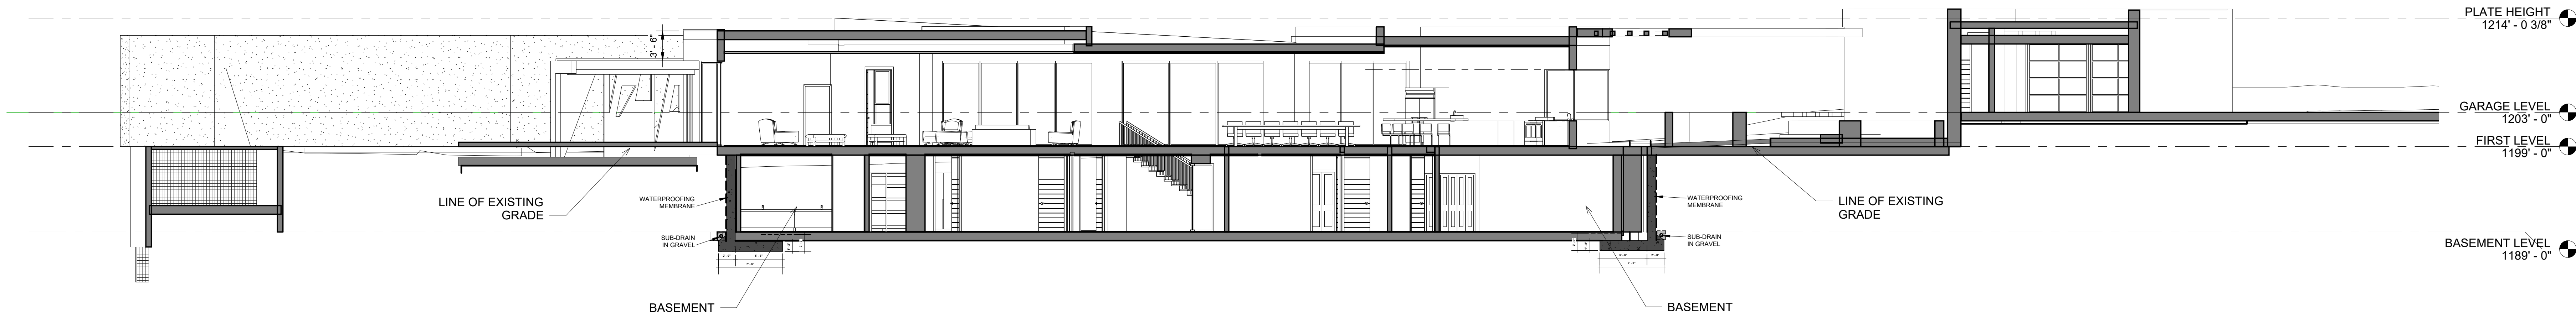 PLATE HEIGHT
1214' - 0 3/8"
3' - 6"
GARAGE LEVEL
1203' - 0"
FIRST LEVEL
1199' - 0"
LINE OF EXISTING
GRADE
WATERPROOFING
MEMBRANE
WATERPROOFING
MEMBRANE
LINE OF EXISTING
GRADE
SUB-DRAIN
IN GRAVEL
SUB-DRAIN
IN GRAVEL
BASEMENT LEVEL
1189' - 0"
BASEMENT
BASEMENT